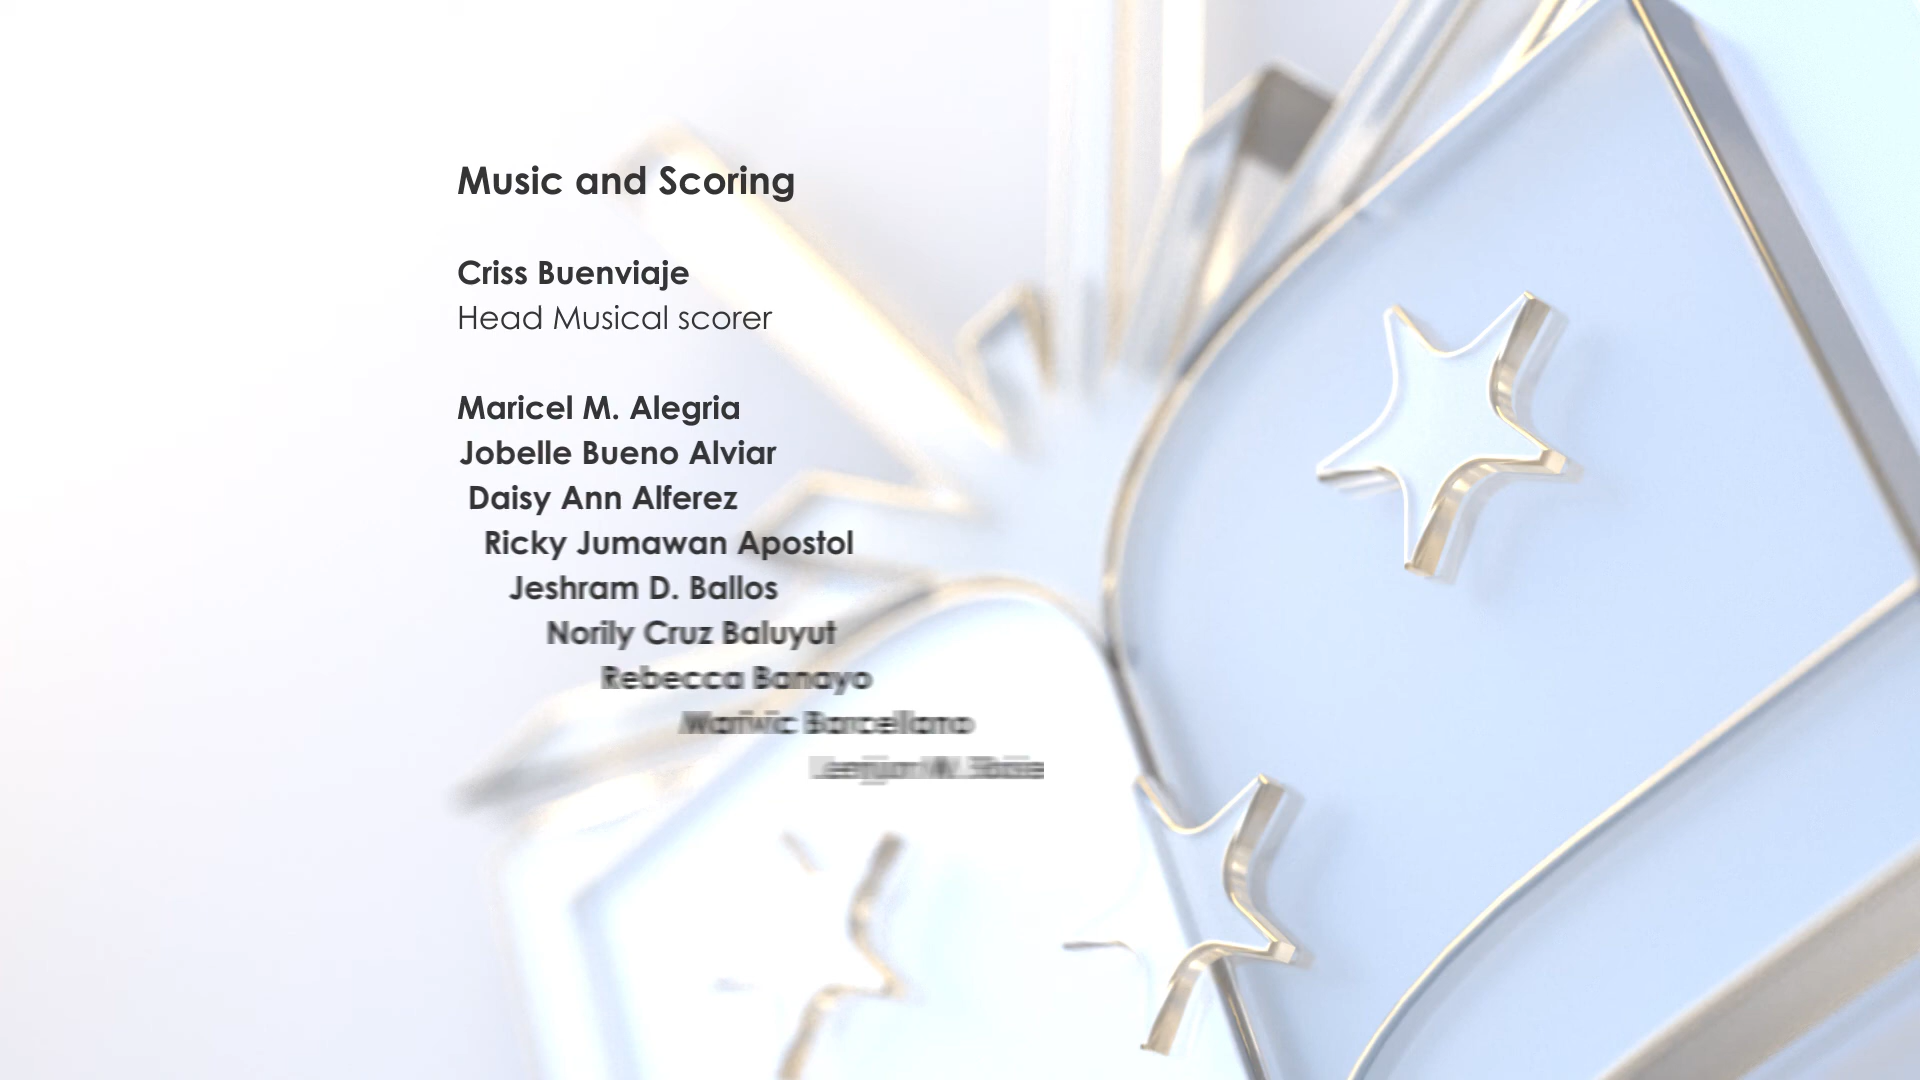 Music and Scoring
Criss Buenviaje
Head Musical scorer
Maricel M. Alegria
Jobelle Bueno Alviar
Daisy Ann Alferez
Ricky Jumawan Apostol
Jeshram D. Ballos
Norily Cruz Baluyut
Rebecca Banayo
Barcellano